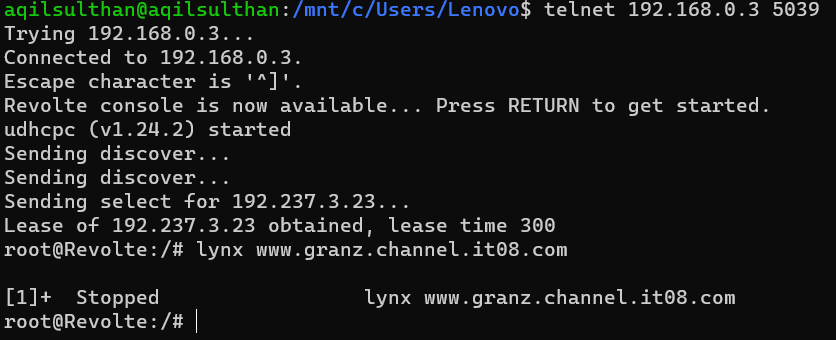 aqilsulthan@aqilsulthan:/mnt/c/Users/Lenovo$ telnet 192.168.0.3 5039
Trying 192.168.0.3...
Connected to 192.168.0.3.
Escape character is '^]'.
Revolte console is now available... Press RETURN to get started.
udhcpc (v1.24.2) started
Sending discover...
Sending discover...
Sending select for 192.237.3.23...
Lease of 192.237.3.23 obtained, lease time 300
root@Revolte:/# lynx www.granz.channel.it08.com
[1]+  Stopped                 lynx www.granz.channel.it08.com
root@Revolte:/#